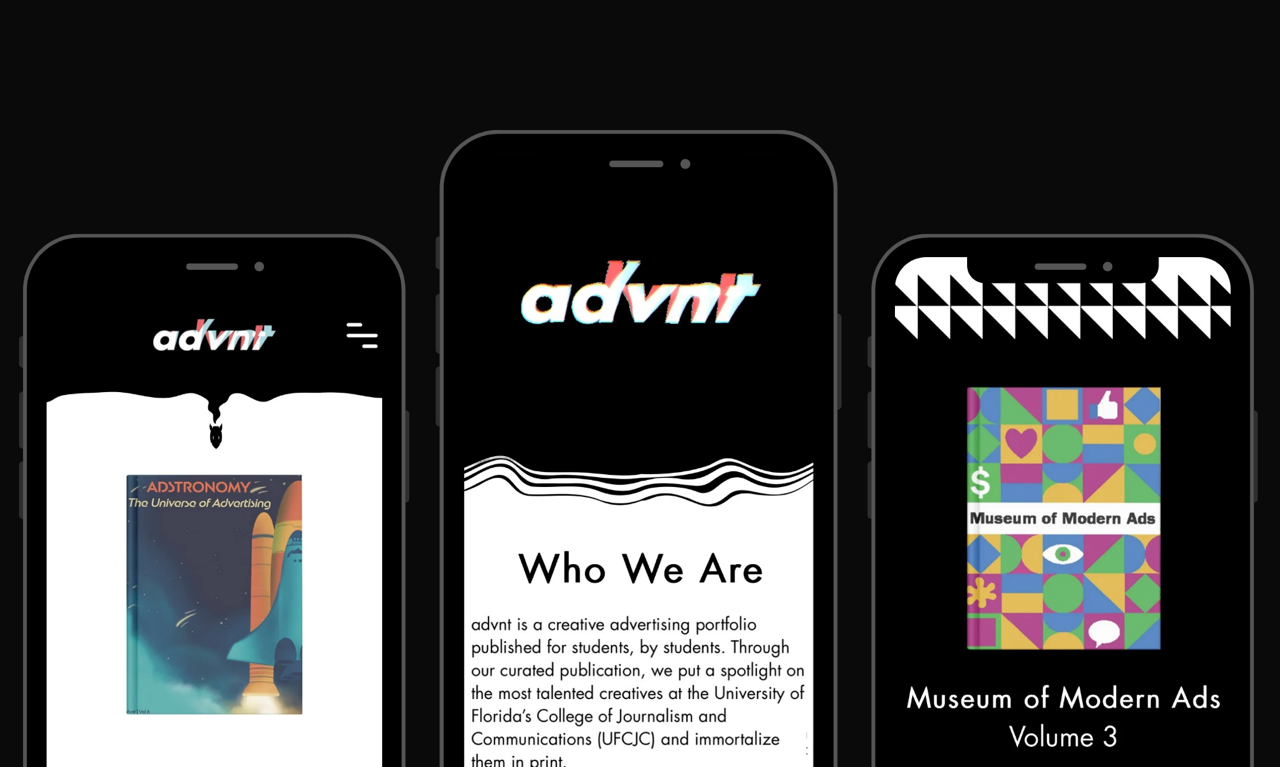 advnt
ADSTRONOMY
The Universe of Advertising
advnt
Who We Are
advnt is a creative advertising portfolio
published for students, by students. Through
our curated publication, we put a spotlight on
the most talented creatives at the University of
Florida's College of Journalism and
Communications (UFCJC) and immortalize
them in print.
$
Museum of Modern Ads
Museum of Modern Ads
Volume 3